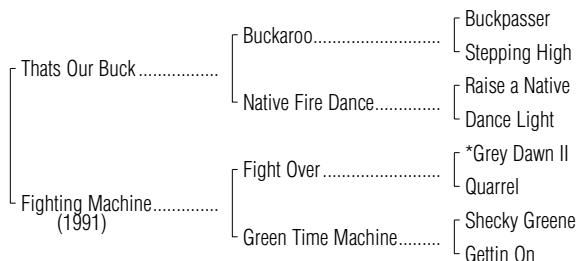 Buckpasser
Buckaroo..........................
Stepping High
Thats Our Buck................
Raise a Native
Native Fire Dance.............
Dance Light
*Grey Dawn II
Fight Over........................
Quarrel
Fighting Machine.............
(1991)
Shecky Greene
Green Time Machine........
Gettin On